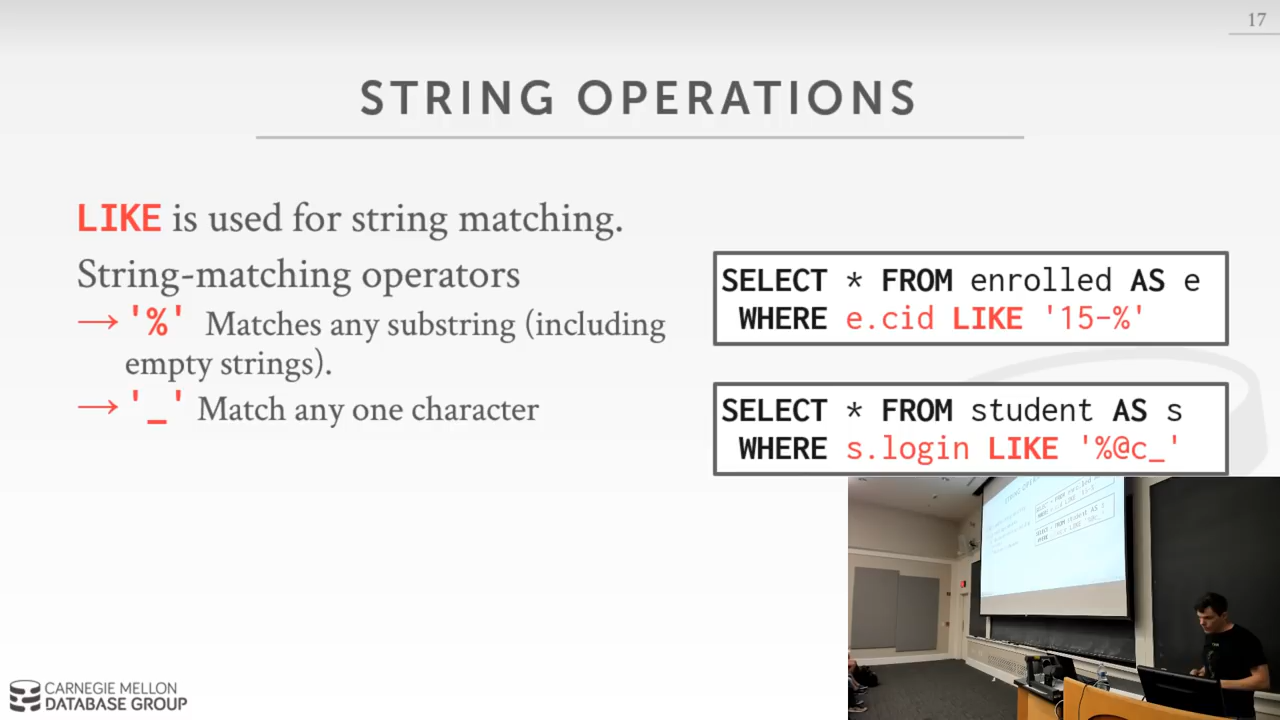 17
STRING OPERATIONS
LIKE is used for string matching.
String-matching operators
→ '%' Matches any substring (including
empty strings).
→ '_' Match any one character
SELECT * FROM enrolled AS e
WHERE e.cid LIKE '15-%'
SELECT * FROM student AS s
WHERE s.login LIKE '%@c_'
CARNEGIE MELLON
DATABASE GROUP